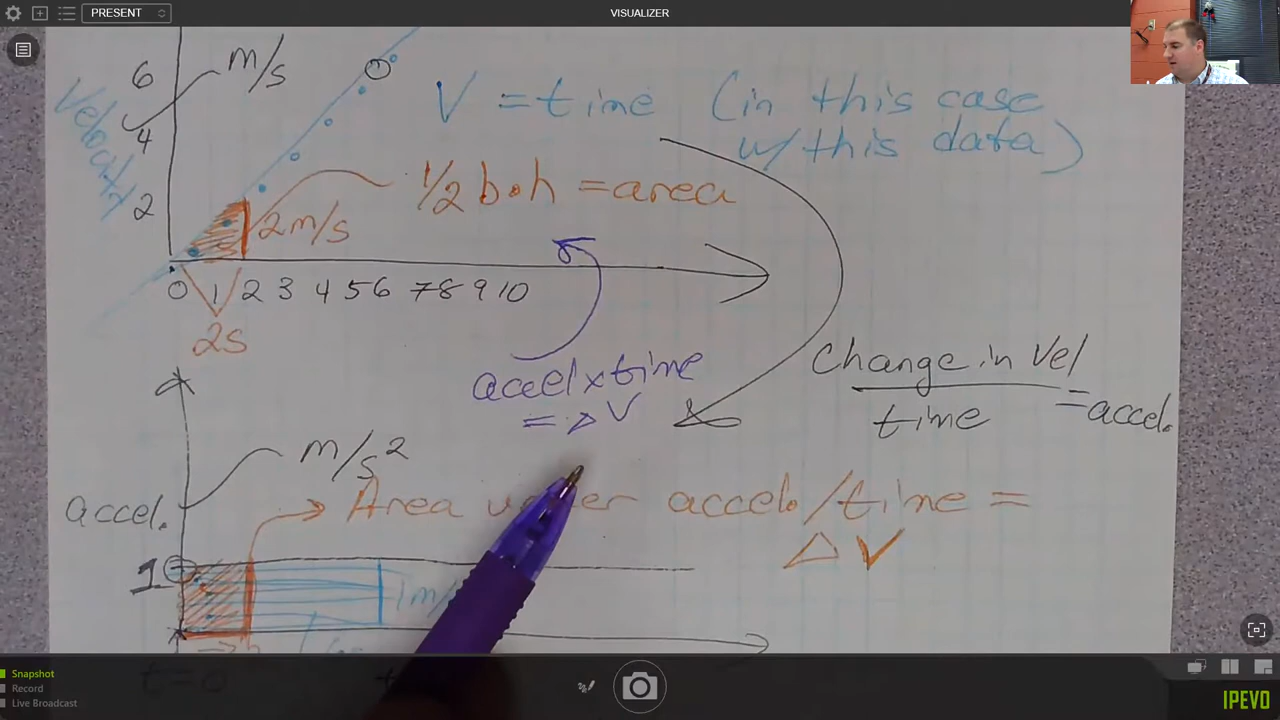 PRESENT
VISUALIZER
6
m/s
Velocity
4
V = time (in this case
w/ this data)
2
1/2 b·h = area
2m/s
0 1 2 3 4 5 6 7 8 9 10
2s
accel x time
= △V
Change in Vel
time
= accel.
m/s²
accel.
Area under accel./time =
△V
1
1m/
t=0
Snapshot
Record
Live Broadcast
IPEVO